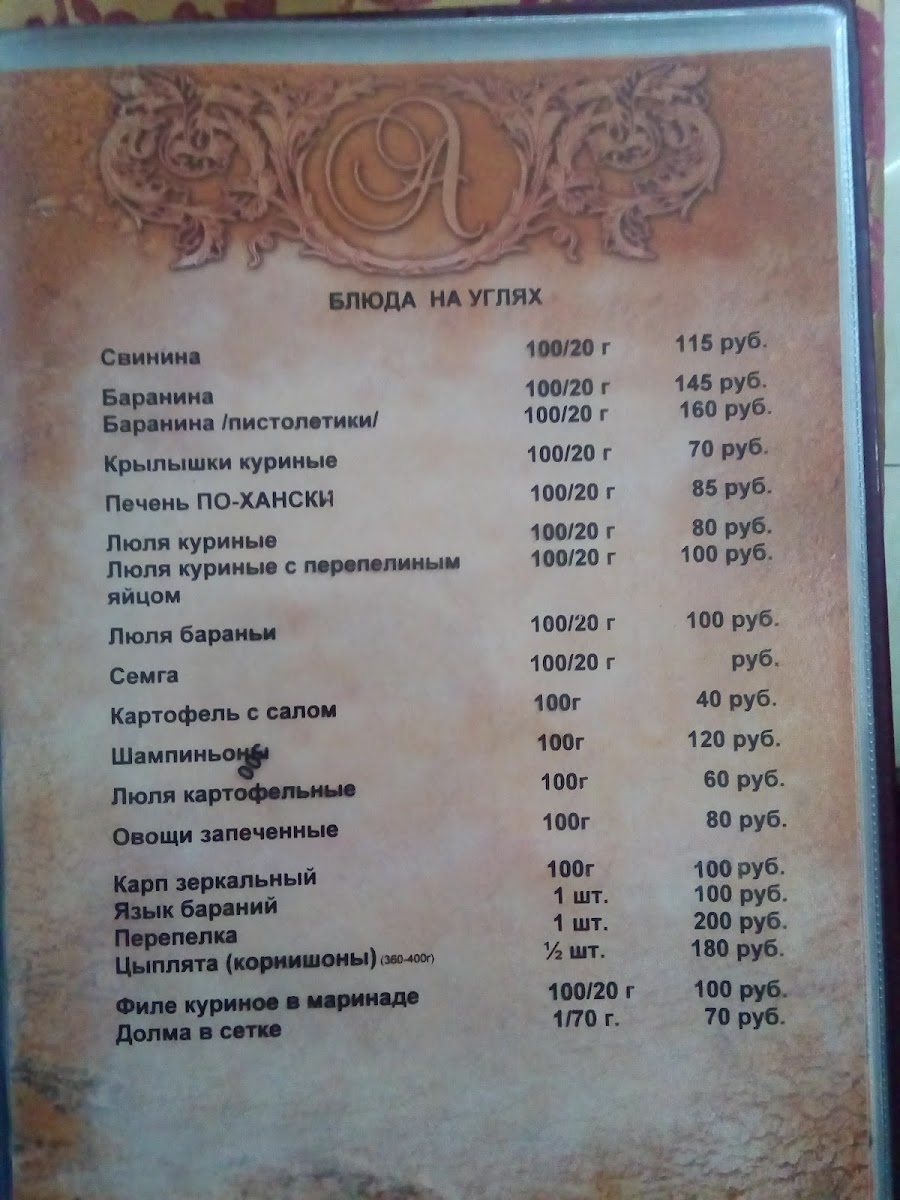 А
БЛЮДА НА УГЛЯХ
Свинина 100/20 г 115 руб.
Баранина 100/20 г 145 руб.
Баранина /пистолетики/ 100/20 г 160 руб.
Крылышки куриные 100/20 г 70 руб.
Печень ПО-ХАНСКИ 100/20 г 85 руб.
Люля куриные 100/20 г 80 руб.
Люля куриные с перепелиным 100/20 г 100 руб.
яйцом
Люля бараньи 100/20 г 100 руб.
Семга 100/20 г руб.
Картофель с салом 100г 40 руб.
Шампиньоны 100г 120 руб.
Люля картофельные 100г 60 руб.
Овощи запеченные 100г 80 руб.
Карп зеркальный 100г 100 руб.
Язык бараний 1 шт. 100 руб.
Перепелка 1 шт. 200 руб.
Цыплята (корнишоны) (360-400г) ½ шт. 180 руб.
Филе куриное в маринаде 100/20 г 100 руб.
Долма в сетке 1/70 г. 70 руб.